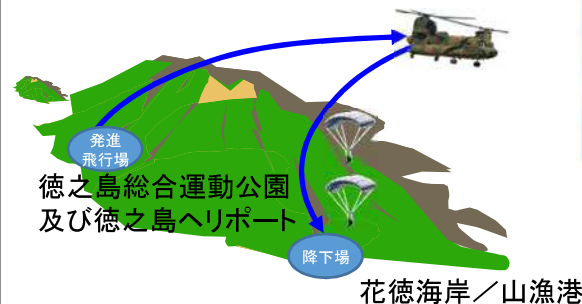 発進
飛行場
徳之島総合運動公園
及び徳之島ヘリポート
降下場
花徳海岸／山漁港